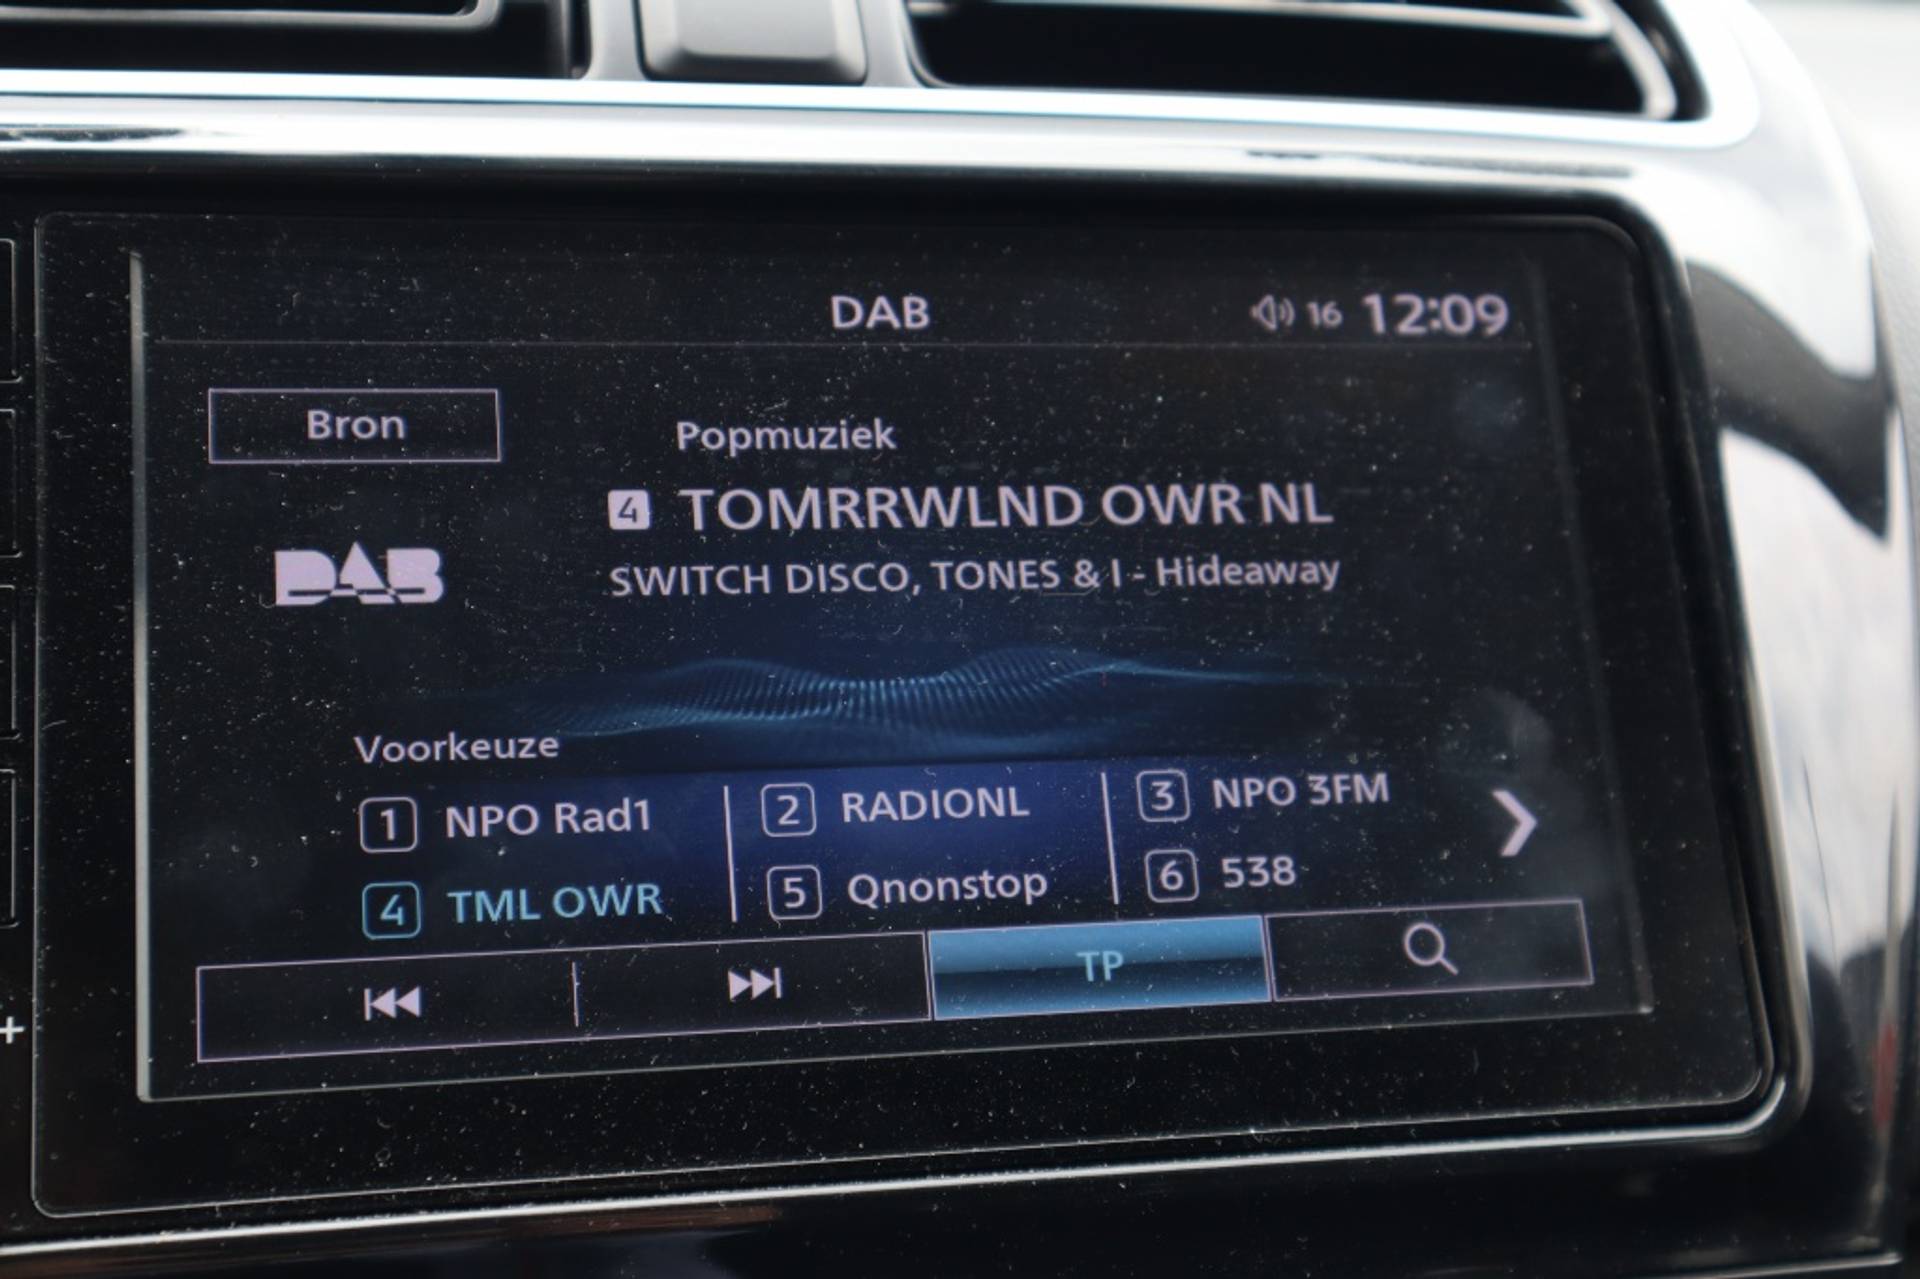 DAB 16 12:09
Bron
Popmuziek
4 TOMRRWLND OWR NL
DAB
SWITCH DISCO, TONES & I - Hideaway
Voorkeuze
1 NPO Rad1 2 RADIONL 3 NPO 3FM
4 TML OWR 5 Qnonstop 6 538
TP
+